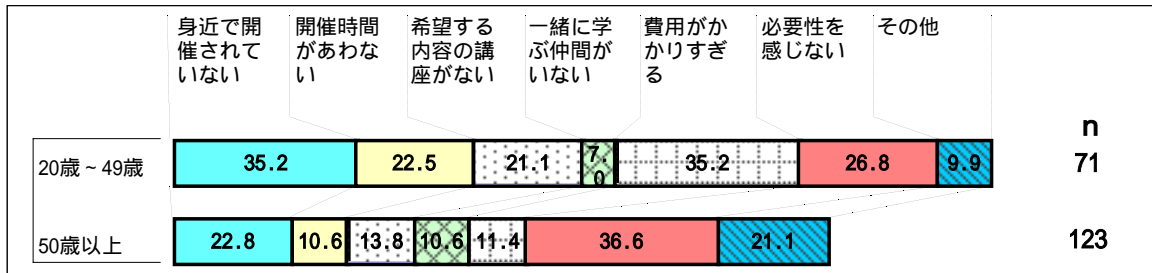 身近で開
催されて
いない
開催時間
があわな
い
希望する
内容の講
座がない
一緒に学
ぶ仲間が
いない
費用がか
かりすぎ
る
必要性を
感じない
その他
n
20歳～49歳
35.2
22.5
21.1
7.
0
35.2
26.8
9.9
71
50歳以上
22.8
10.6
13.8
10.6
11.4
36.6
21.1
123